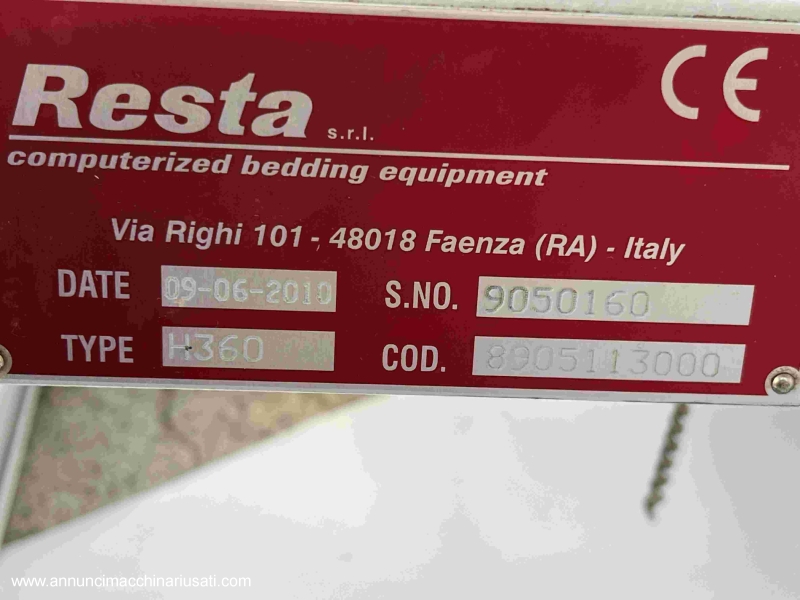 Resta s.r.l.
CE
computerized bedding equipment
Via Righi 101 - 48018 Faenza (RA) - Italy
DATE 09-06-2010 S.NO. 9050160
TYPE H360 COD. 8905113000
www.annuncimacchinariusati.com